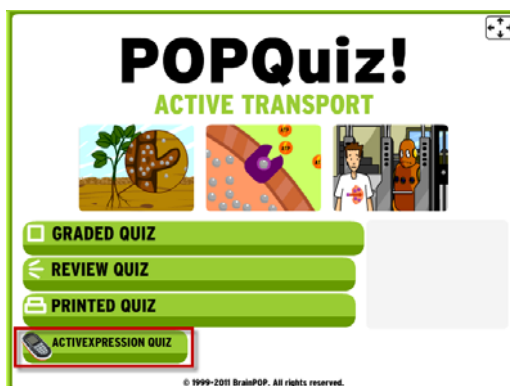 POPQuiz!
ACTIVE TRANSPORT
GRADED QUIZ
REVIEW QUIZ
PRINTED QUIZ
ACTIVEXPRESSION QUIZ
© 1999-2011 BrainPOP. All rights reserved.